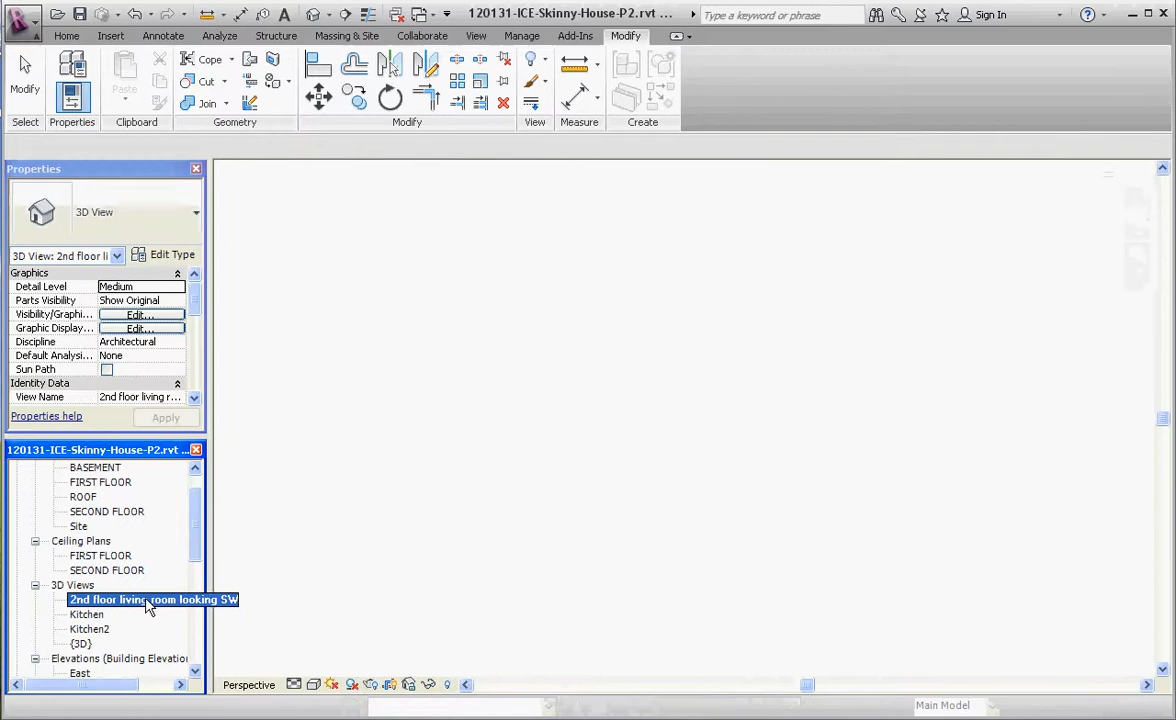 120131-ICE-Skinny-House-P2.rvt ...
Type a keyword or phrase
Sign In
Home
Insert
Annotate
Analyze
Structure
Massing & Site
Collaborate
View
Manage
Add-Ins
Modify
Modify
Paste
Cope
Cut
Join
Select
Properties
Clipboard
Geometry
Modify
View
Measure
Create
Properties
3D View
3D View: 2nd floor li
Edit Type
Graphics
Detail Level Medium
Parts Visibility Show Original
Visibility/Graphi... Edit...
Graphic Display... Edit...
Discipline Architectural
Default Analysi... None
Sun Path
Identity Data
View Name 2nd floor living r...
Properties help
Apply
120131-ICE-Skinny-House-P2.rvt ...
BASEMENT
FIRST FLOOR
ROOF
SECOND FLOOR
Site
Ceiling Plans
FIRST FLOOR
SECOND FLOOR
3D Views
2nd floor living room looking SW
Kitchen
Kitchen2
{3D}
Elevations (Building Elevation
East
Perspective
Main Model